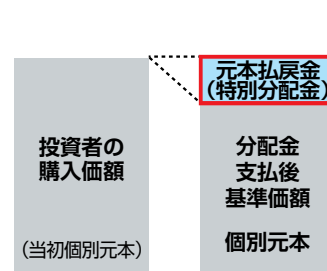 投資者の
購入価額
(当初個別元本)
元本払戻金
(特別分配金)
分配金
支払後
基準価額
個別元本